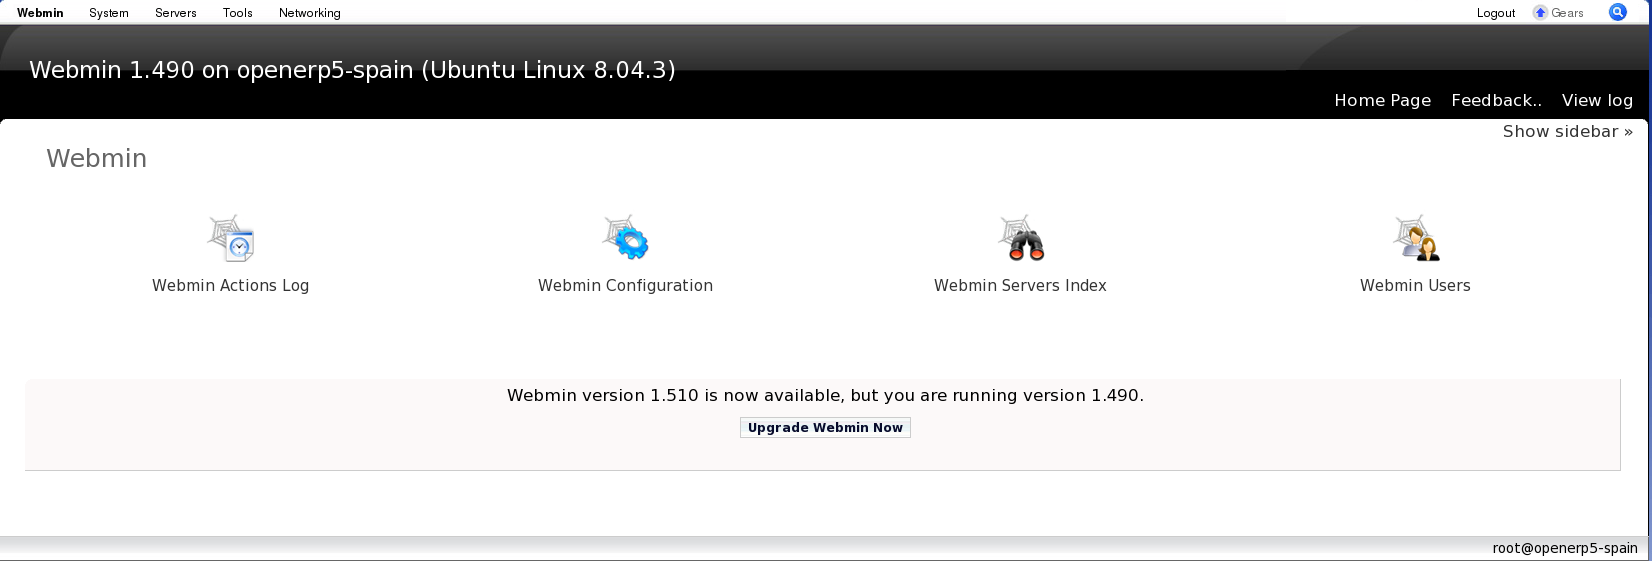 Webmin System Servers Tools Networking Logout Gears
Webmin 1.490 on openerp5-spain (Ubuntu Linux 8.04.3)
Home Page Feedback.. View log
Show sidebar »
Webmin
Webmin Actions Log Webmin Configuration Webmin Servers Index Webmin Users
Webmin version 1.510 is now available, but you are running version 1.490.
Upgrade Webmin Now
root@openerp5-spain